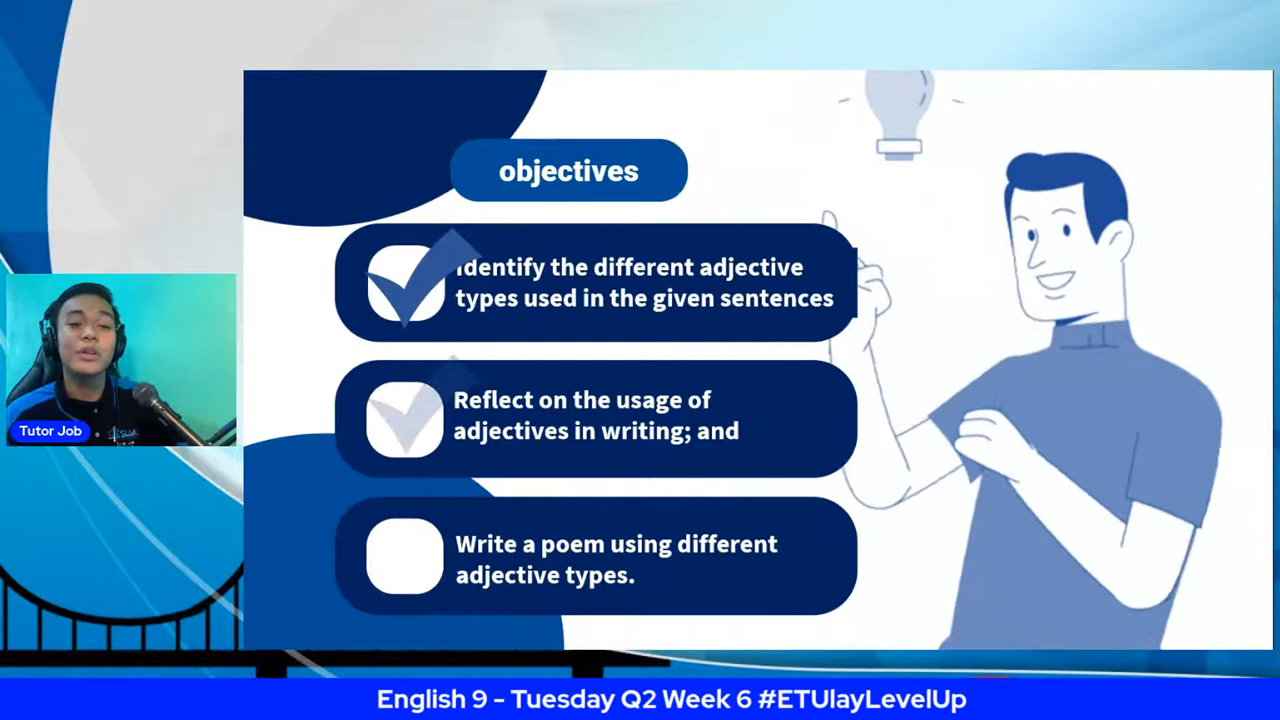 objectives
Identify the different adjective
types used in the given sentences
Reflect on the usage of
adjectives in writing; and
Write a poem using different
adjective types.
Tutor Job
English 9 - Tuesday Q2 Week 6 #ETUlayLevelUp